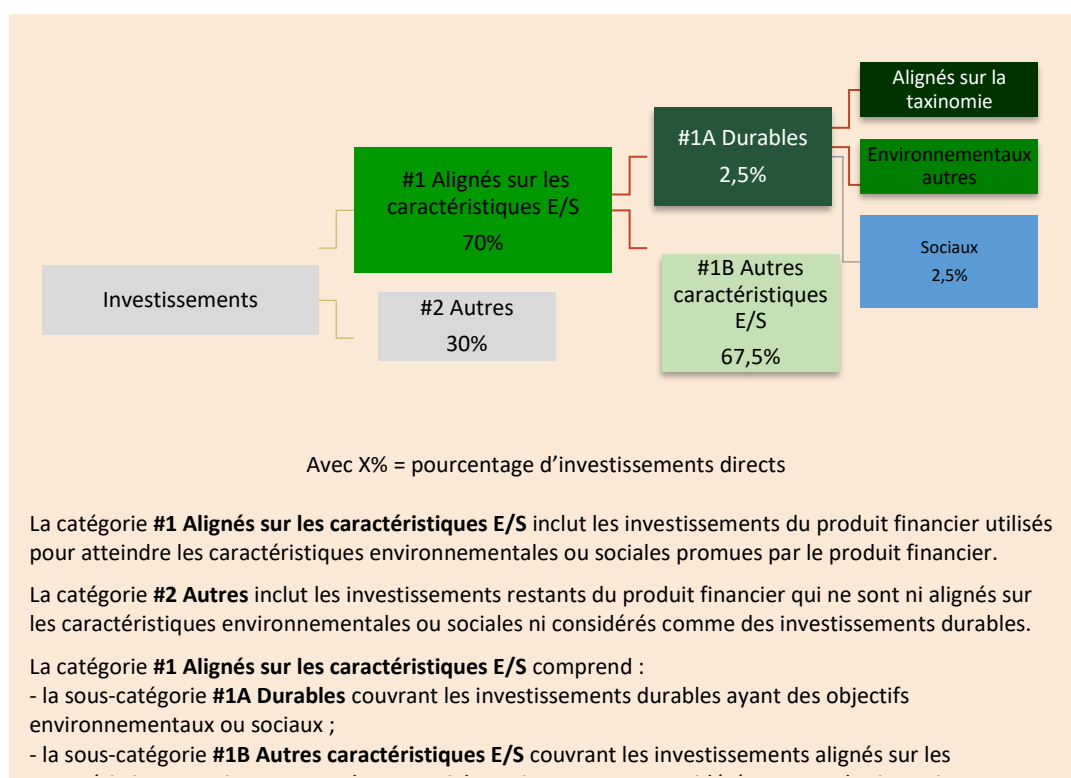 Alignés sur la
taxinomie
#1A Durables
2,5%
Environnementaux
autres
#1 Alignés sur les
caractéristiques E/S
70%
Sociaux
2,5%
#1B Autres
caractéristiques
E/S
67,5%
Investissements
#2 Autres
30%
Avec X% = pourcentage d’investissements directs
La catégorie #1 Alignés sur les caractéristiques E/S inclut les investissements du produit financier utilisés
pour atteindre les caractéristiques environnementales ou sociales promues par le produit financier.
La catégorie #2 Autres inclut les investissements restants du produit financier qui ne sont ni alignés sur
les caractéristiques environnementales ou sociales ni considérés comme des investissements durables.
La catégorie #1 Alignés sur les caractéristiques E/S comprend :
- la sous-catégorie #1A Durables couvrant les investissements durables ayant des objectifs
environnementaux ou sociaux ;
- la sous-catégorie #1B Autres caractéristiques E/S couvrant les investissements alignés sur les